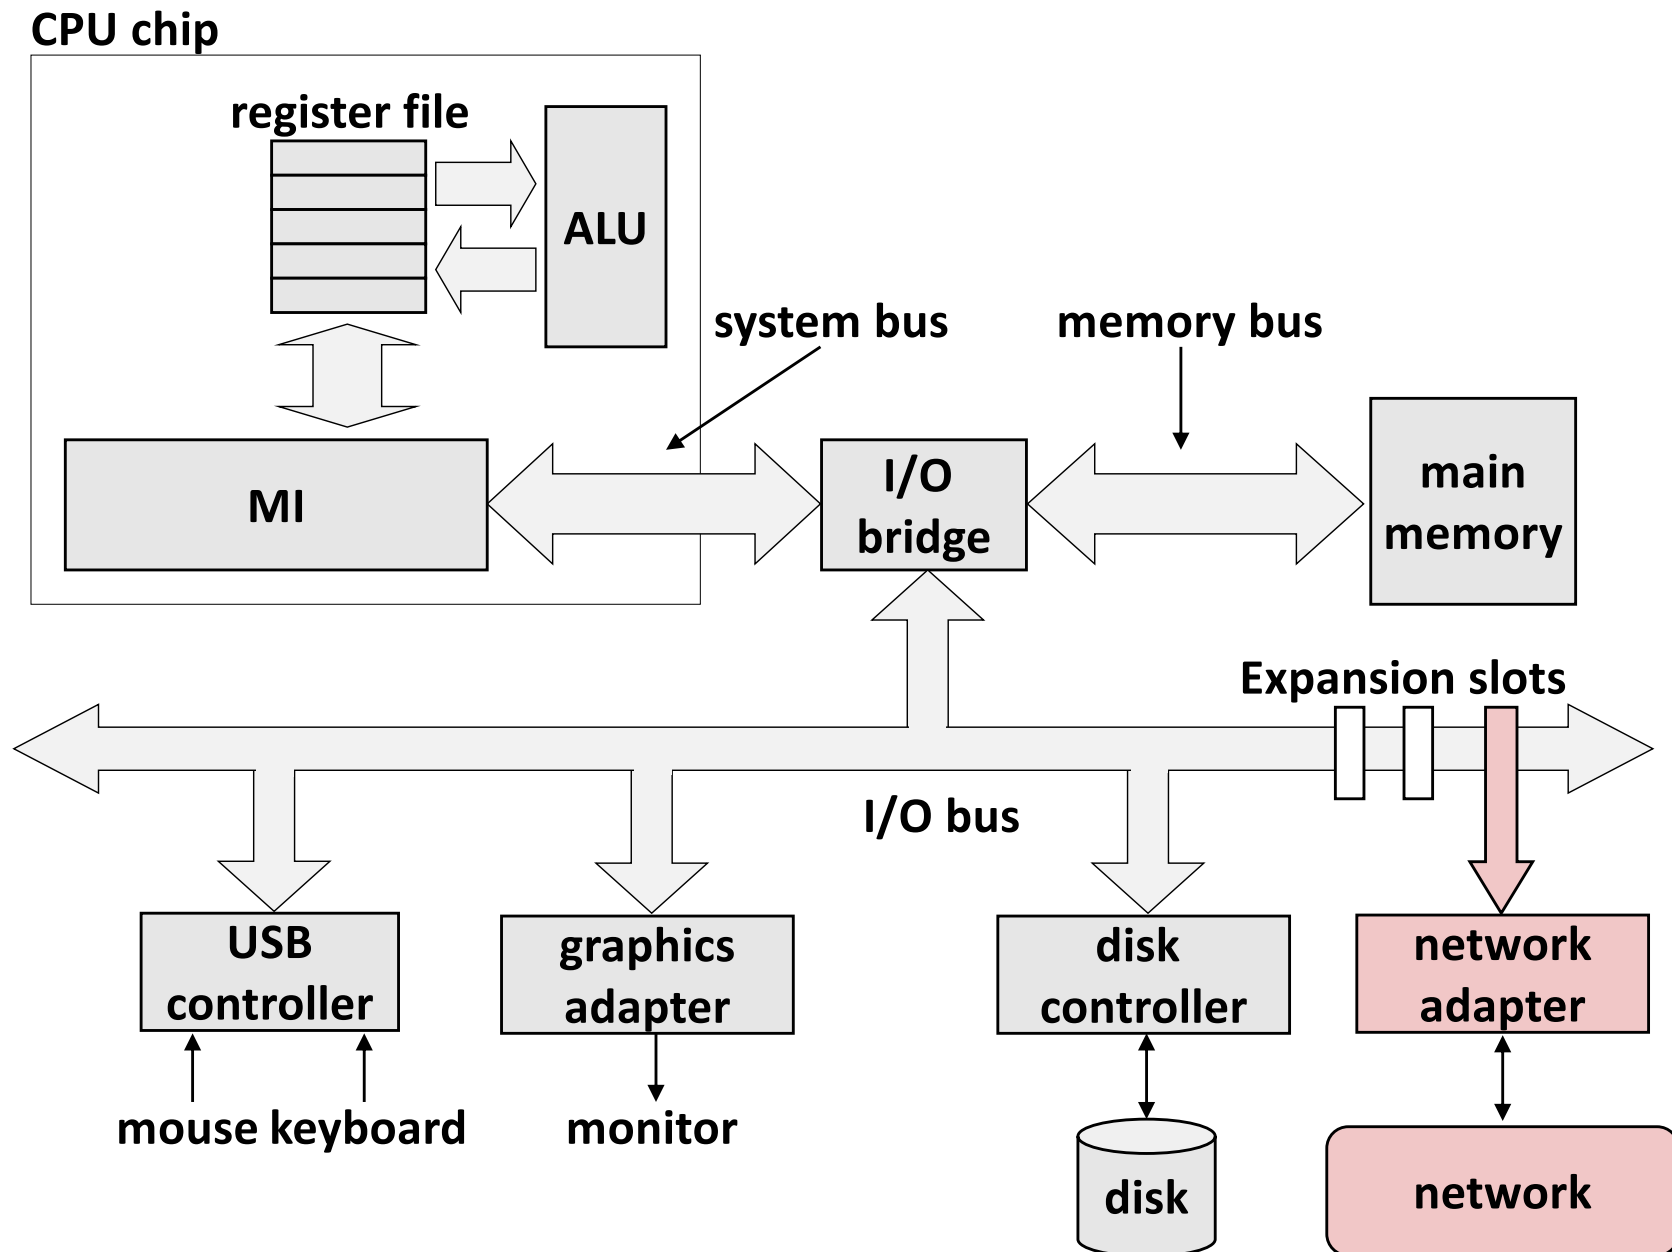 CPU chip
register file
ALU
system bus
memory bus
MI
I/O
bridge
main
memory
Expansion slots
I/O bus
USB
controller
graphics
adapter
disk
controller
network
adapter
mouse keyboard
monitor
disk
network